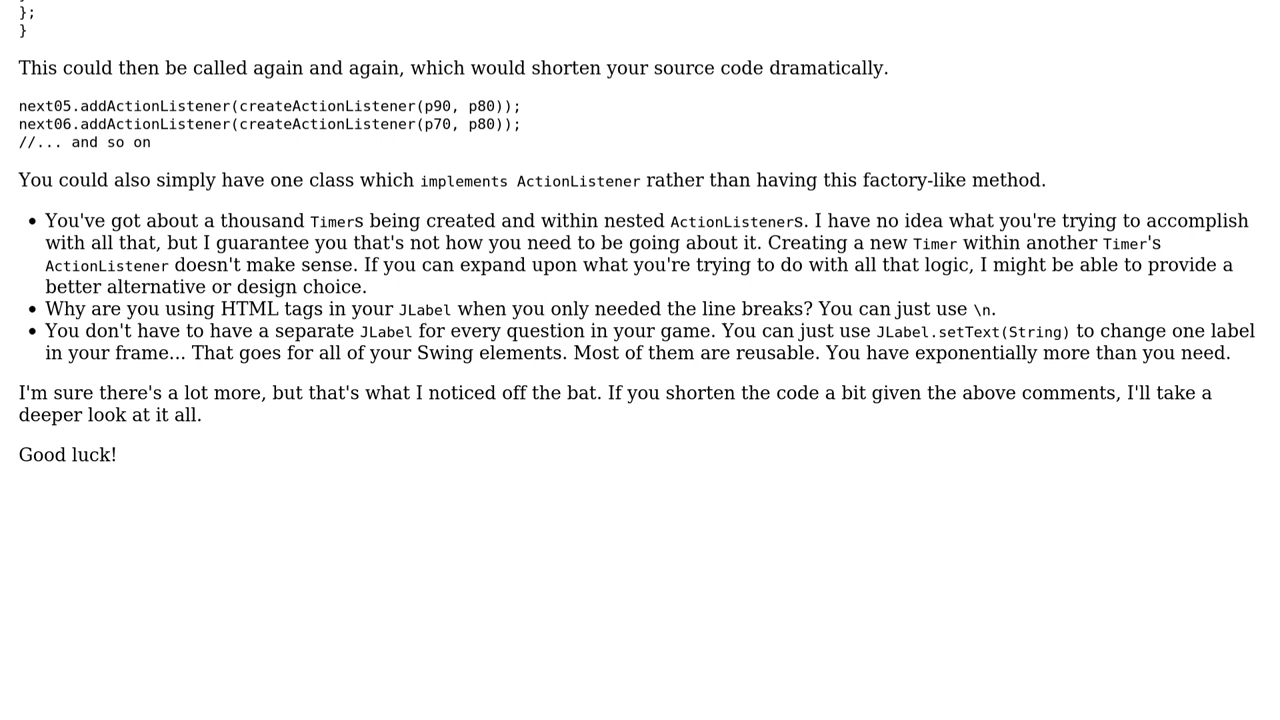 };
}
This could then be called again and again, which would shorten your source code dramatically.
next05.addActionListener(createActionListener(p90, p80));
next06.addActionListener(createActionListener(p70, p80));
//... and so on
You could also simply have one class which implements ActionListener rather than having this factory-like method.
• You've got about a thousand Timers being created and within nested ActionListeners. I have no idea what you're trying to accomplish
with all that, but I guarantee you that's not how you need to be going about it. Creating a new Timer within another Timer's
ActionListener doesn't make sense. If you can expand upon what you're trying to do with all that logic, I might be able to provide a
better alternative or design choice.
• Why are you using HTML tags in your JLabel when you only needed the line breaks? You can just use \n.
• You don't have to have a separate JLabel for every question in your game. You can just use JLabel.setText(String) to change one label
in your frame... That goes for all of your Swing elements. Most of them are reusable. You have exponentially more than you need.
I'm sure there's a lot more, but that's what I noticed off the bat. If you shorten the code a bit given the above comments, I'll take a
deeper look at it all.
Good luck!